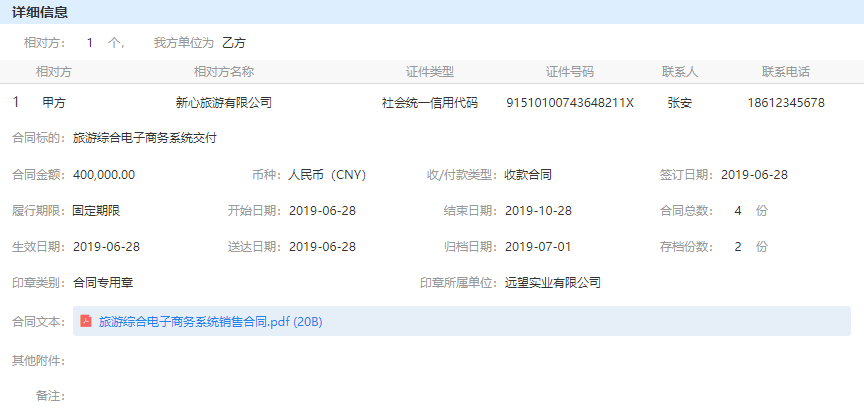 详细信息
相对方： 1 个， 我方单位为 乙方
相对方 相对方名称 证件类型 证件号码 联系人 联系电话
1 甲方 新心旅游有限公司 社会统一信用代码 91510100743648211X 张安 18612345678
合同标的： 旅游综合电子商务系统交付
合同金额： 400,000.00 币种： 人民币（CNY） 收/付款类型： 收款合同 签订日期： 2019-06-28
履行期限： 固定期限 开始日期： 2019-06-28 结束日期： 2019-10-28 合同总数： 4 份
生效日期： 2019-06-28 送达日期： 2019-06-28 归档日期： 2019-07-01 存档份数： 2 份
印章类别： 合同专用章 印章所属单位： 远望实业有限公司
合同文本： 旅游综合电子商务系统销售合同.pdf (20B)
其他附件：
备注：